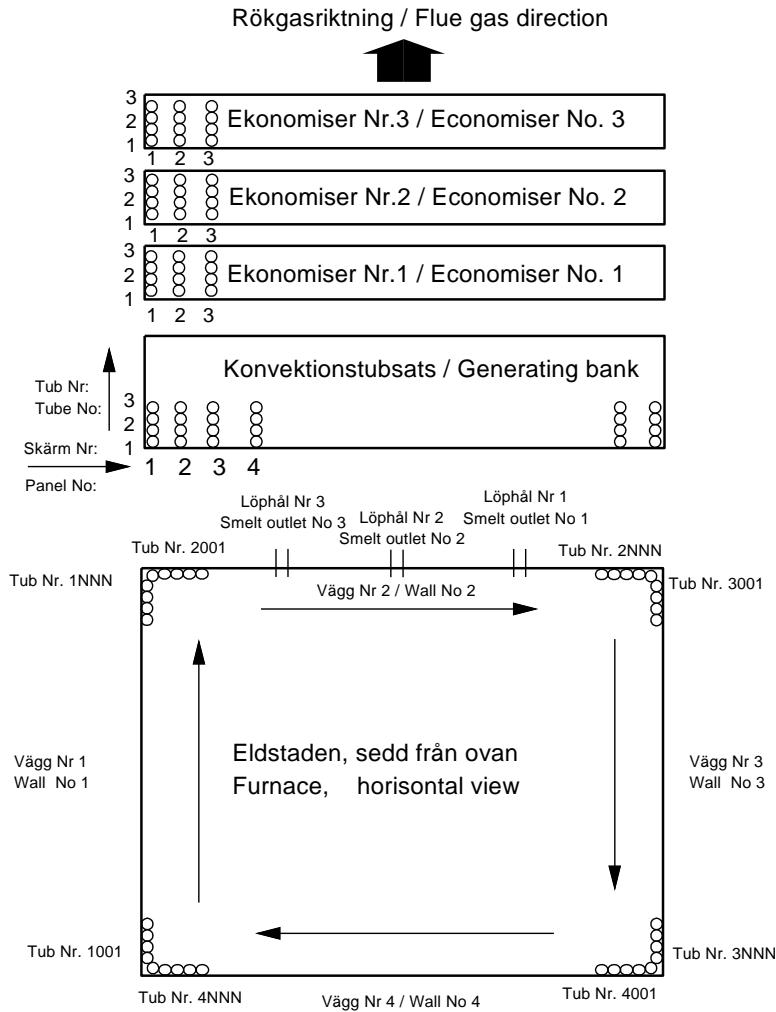 Rökgasriktning / Flue gas direction
3
2
1
Ekonomiser Nr.3 / Economiser No. 3
1 2 3
3
2
1
Ekonomiser Nr.2 / Economiser No. 2
1 2 3
3
2
1
Ekonomiser Nr.1 / Economiser No. 1
1 2 3
Konvektionstubsats / Generating bank
Tub Nr:
Tube No:
3
2
1
Skärm Nr:
Panel No:
1 2 3 4
Löphål Nr 3
Smelt outlet No 3
Löphål Nr 2
Smelt outlet No 2
Löphål Nr 1
Smelt outlet No 1
Tub Nr. 2001
Tub Nr. 2NNN
Tub Nr. 1NNN
Tub Nr. 3001
Vägg Nr 2 / Wall No 2
Vägg Nr 1
Wall No 1
Eldstaden, sedd från ovan
Furnace, horisontal view
Vägg Nr 3
Wall No 3
Tub Nr. 1001
Tub Nr. 3NNN
Tub Nr. 4NNN
Vägg Nr 4 / Wall No 4
Tub Nr. 4001